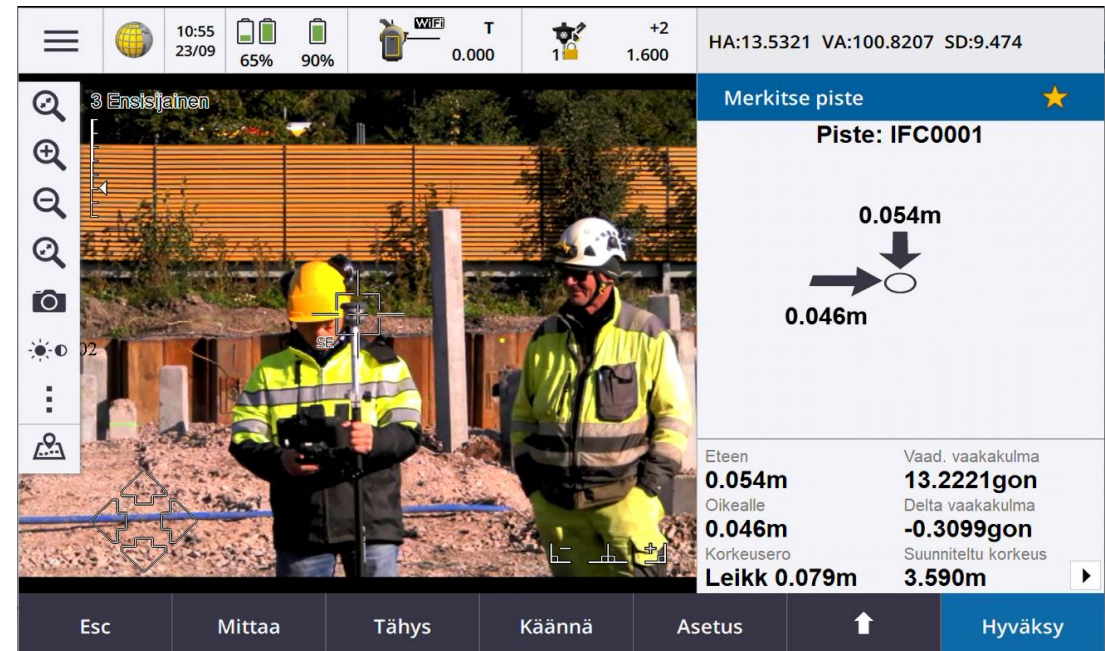 10:55
23/09
65%
90%
WiFi
T
0.000
1
+2
1.600
HA:13.5321 VA:100.8207 SD:9.474
3 Ensisijainen
SE
02
Merkitse piste
Piste: IFC0001
0.054m
0.046m
Eteen
0.054m
Vaad. vaakakulma
13.2221gon
Oikealle
0.046m
Delta vaakakulma
-0.3099gon
Korkeusero
Leikk 0.079m
Suunniteltu korkeus
3.590m
Esc
Mittaa
Tähys
Käännä
Asetus
Hyväksy